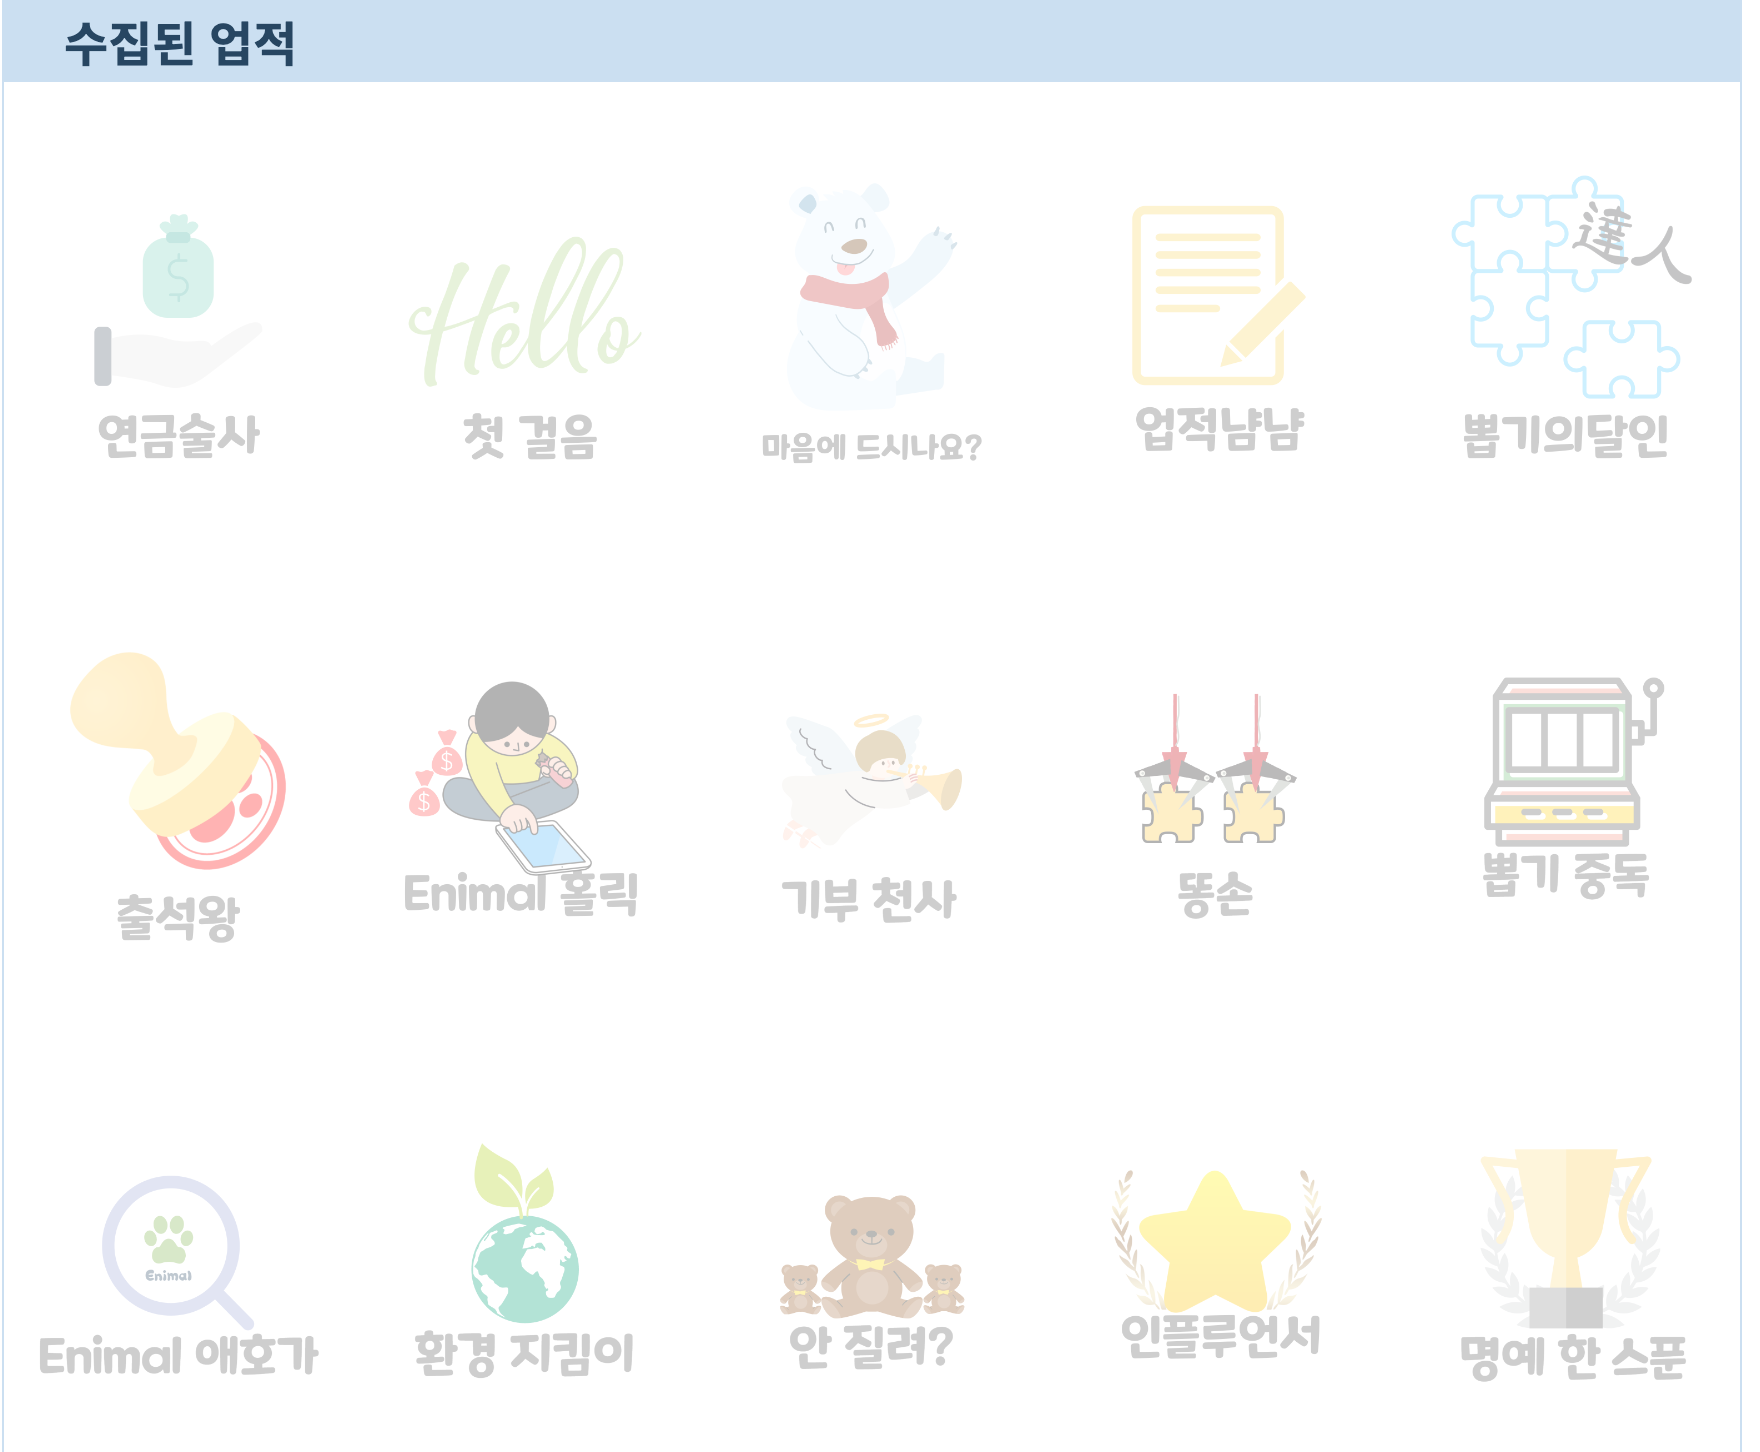 수집된 업적
$
Hello
達人
연금술사
첫 걸음
마음에 드시나요?
업적냠냠
뽑기의달인
$
$
출석왕
Enimal 홀릭
기부 천사
똥손
뽑기 중독
Enimal
Enimal 애호가
환경 지킴이
안 질려?
인플루언서
명예 한 스푼